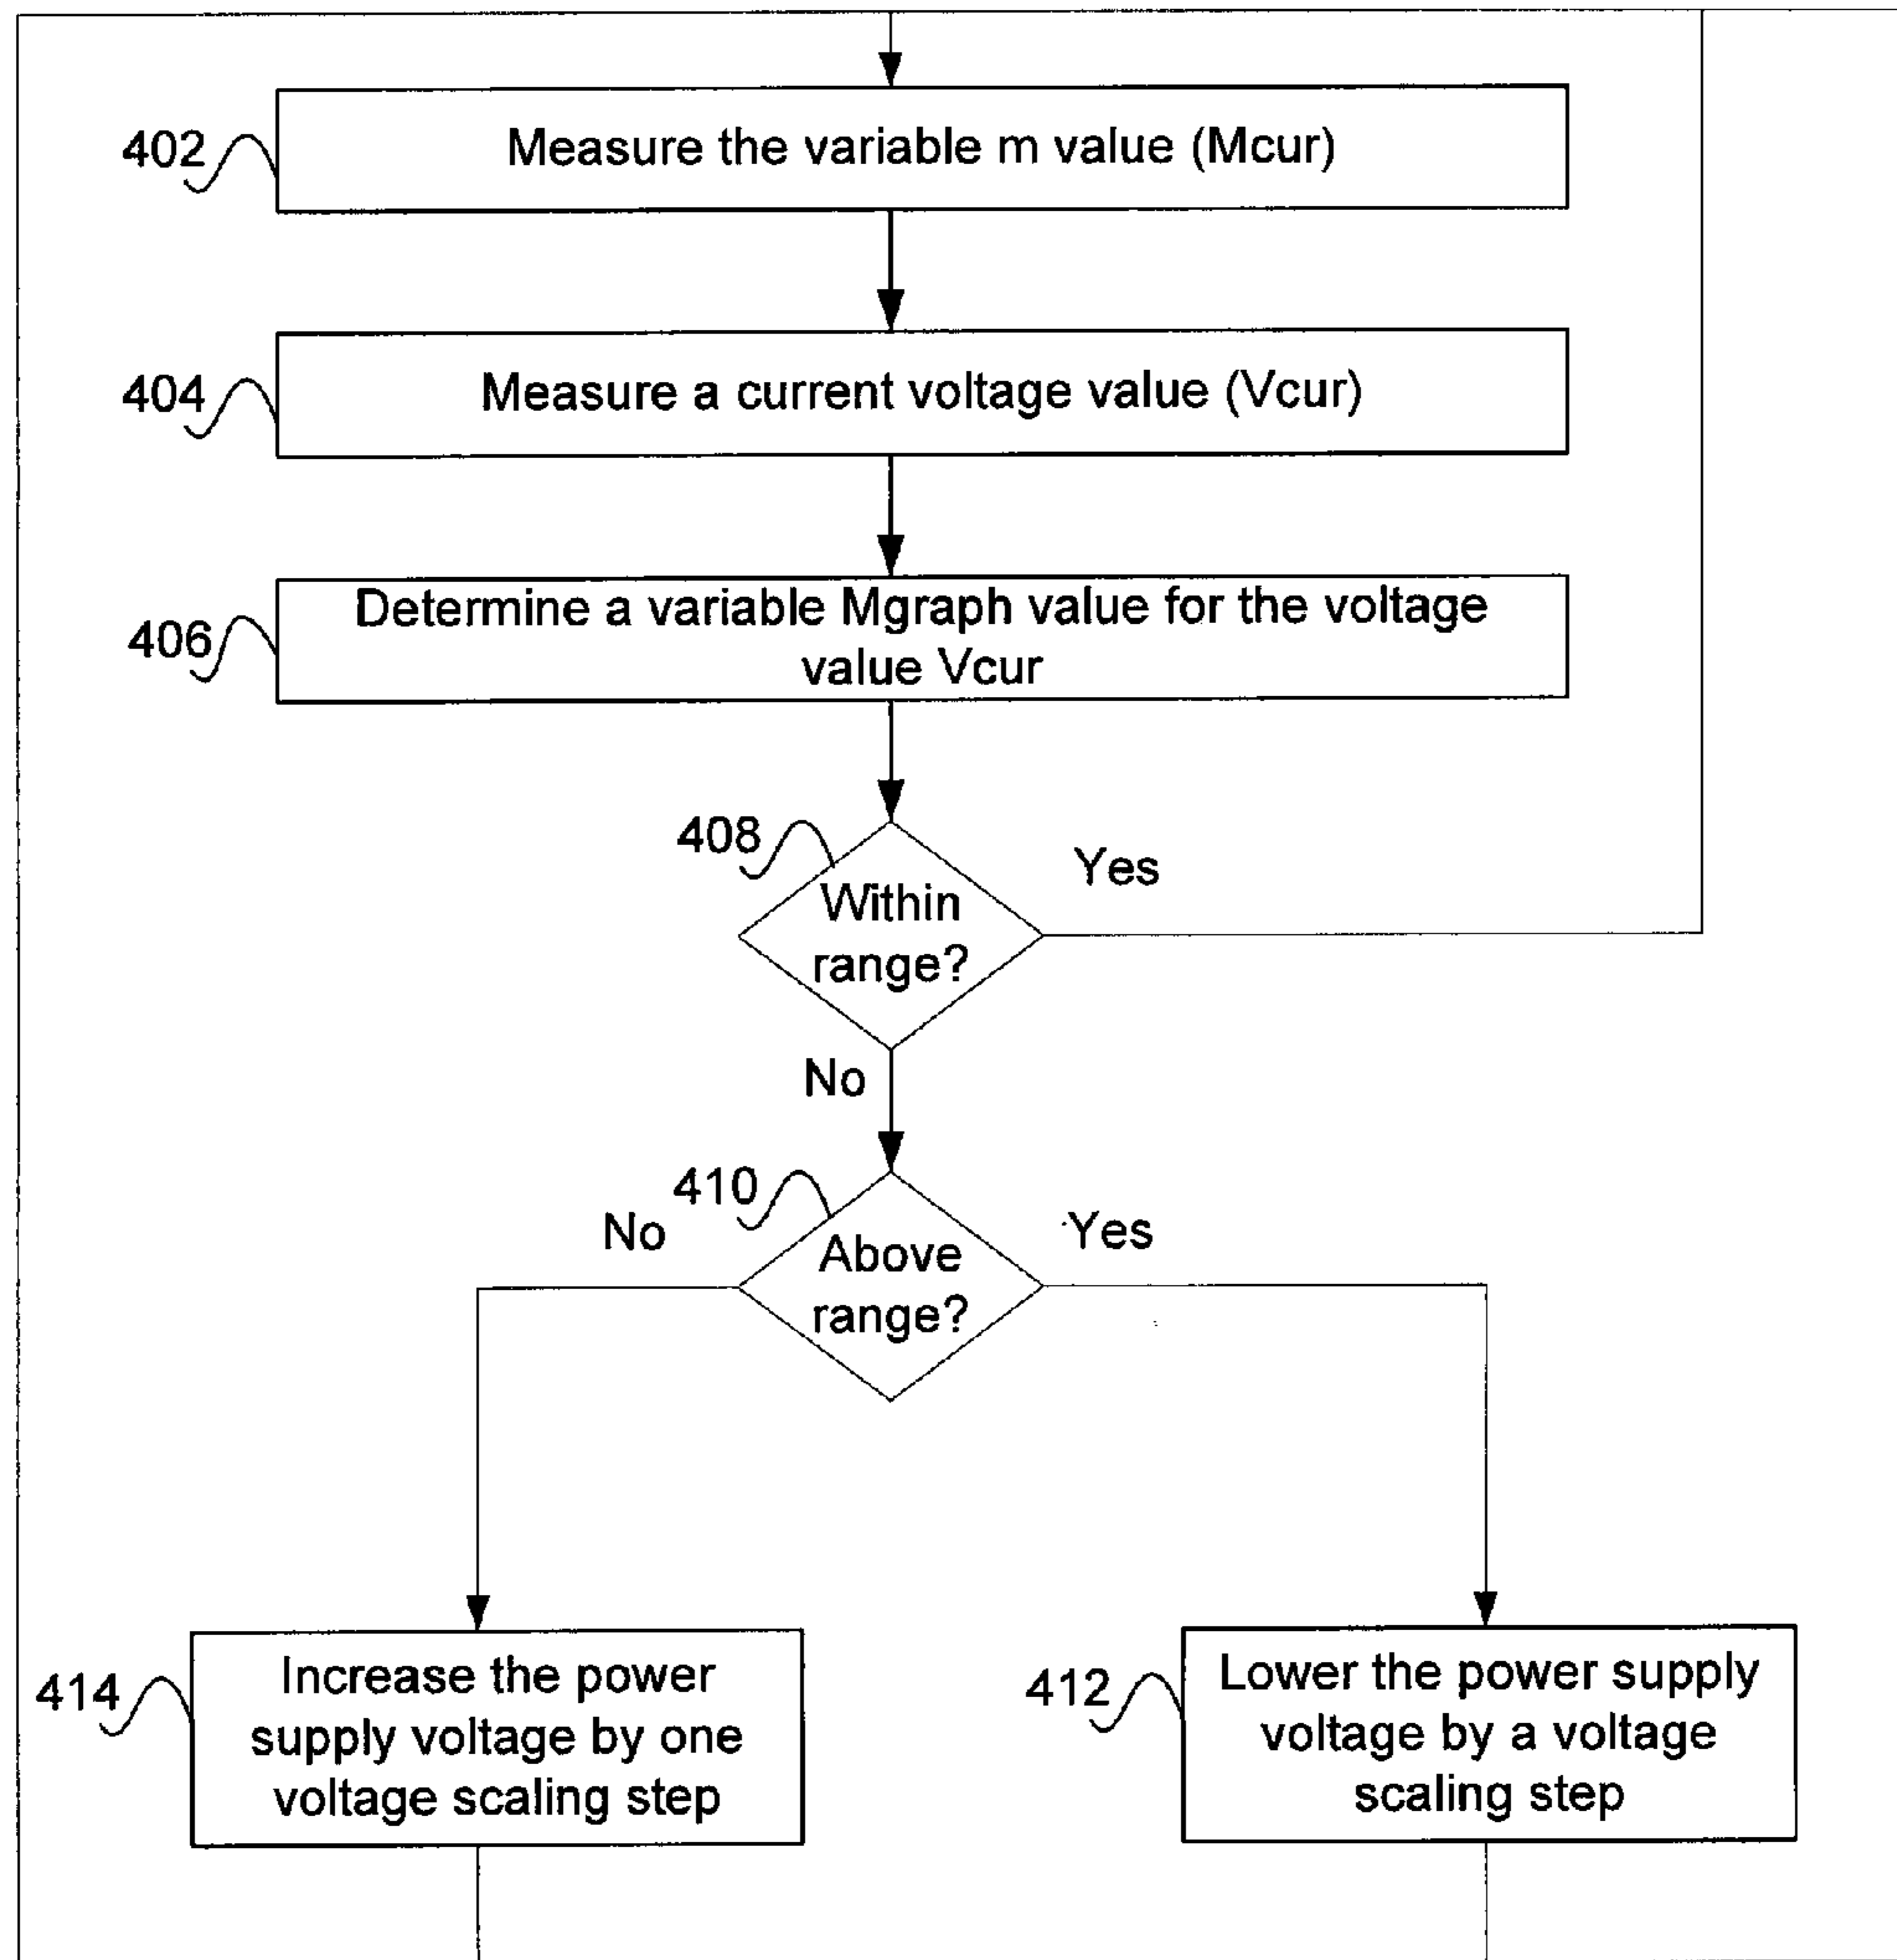 402
Measure the variable m value (Mcur)
404
Measure a current voltage value (Vcur)
406
Determine a variable Mgraph value for the voltage
value Vcur
408
Within
range?
Yes
No
410
Above
range?
No
Yes
414
Increase the power
supply voltage by one
voltage scaling step
412
Lower the power supply
voltage by a voltage
scaling step